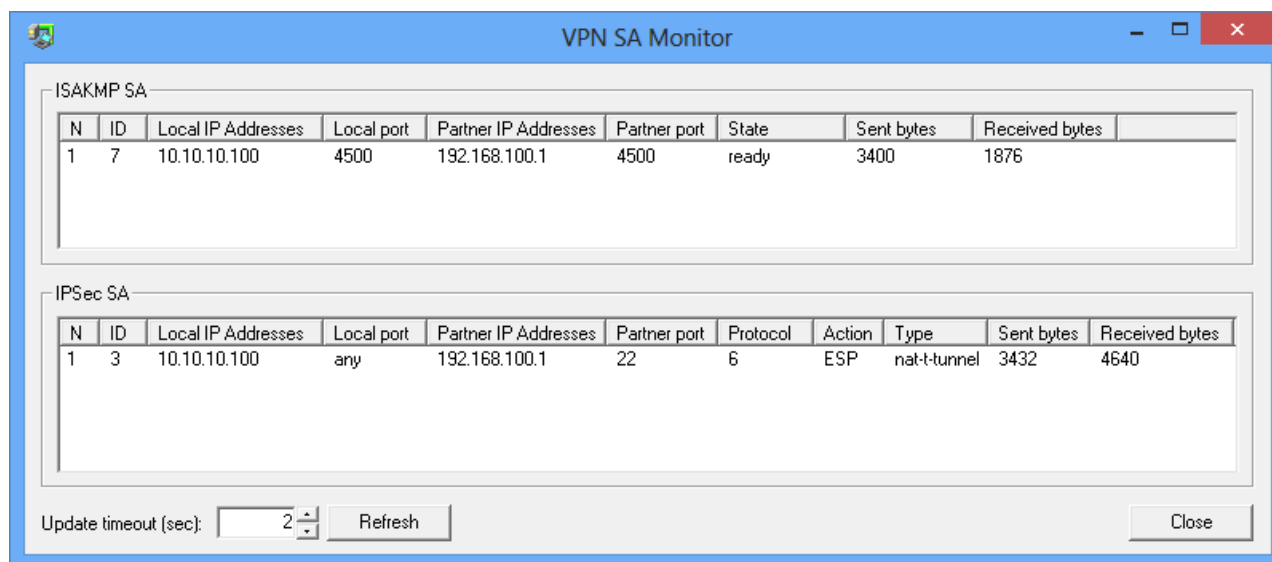 VPN SA Monitor
ISAKMP SA
N ID Local IP Addresses Local port Partner IP Addresses Partner port State Sent bytes Received bytes
1 7 10.10.10.100 4500 192.168.100.1 4500 ready 3400 1876
IPSec SA
N ID Local IP Addresses Local port Partner IP Addresses Partner port Protocol Action Type Sent bytes Received bytes
1 3 10.10.10.100 any 192.168.100.1 22 6 ESP nat-t-tunnel 3432 4640
Update timeout (sec): 2 Refresh Close